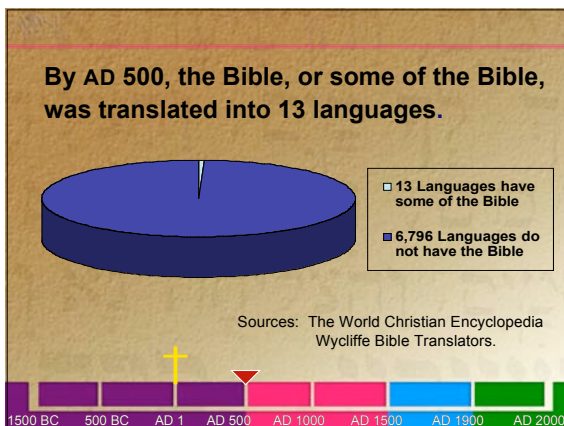 By AD 500, the Bible, or some of the Bible,
was translated into 13 languages.
13 Languages have
some of the Bible
6,796 Languages do
not have the Bible
Sources: The World Christian Encyclopedia
Wycliffe Bible Translators.
1500 BC 500 BC AD 1 AD 500 AD 1000 AD 1500 AD 1900 AD 2000